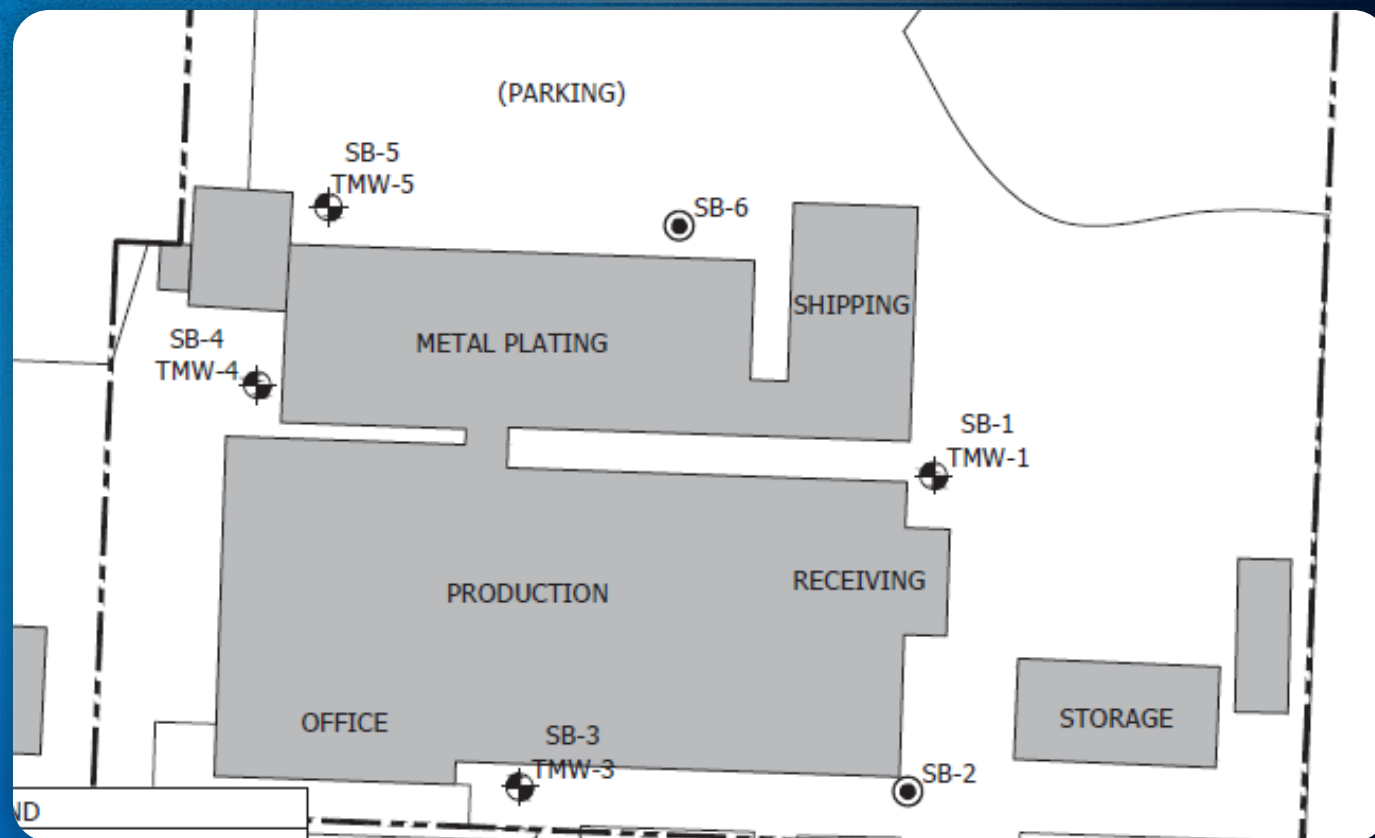 (PARKING)
SB-5
TMW-5
SB-6
SHIPPING
METAL PLATING
SB-4
TMW-4
SB-1
TMW-1
PRODUCTION
RECEIVING
OFFICE
SB-3
TMW-3
STORAGE
SB-2
ND